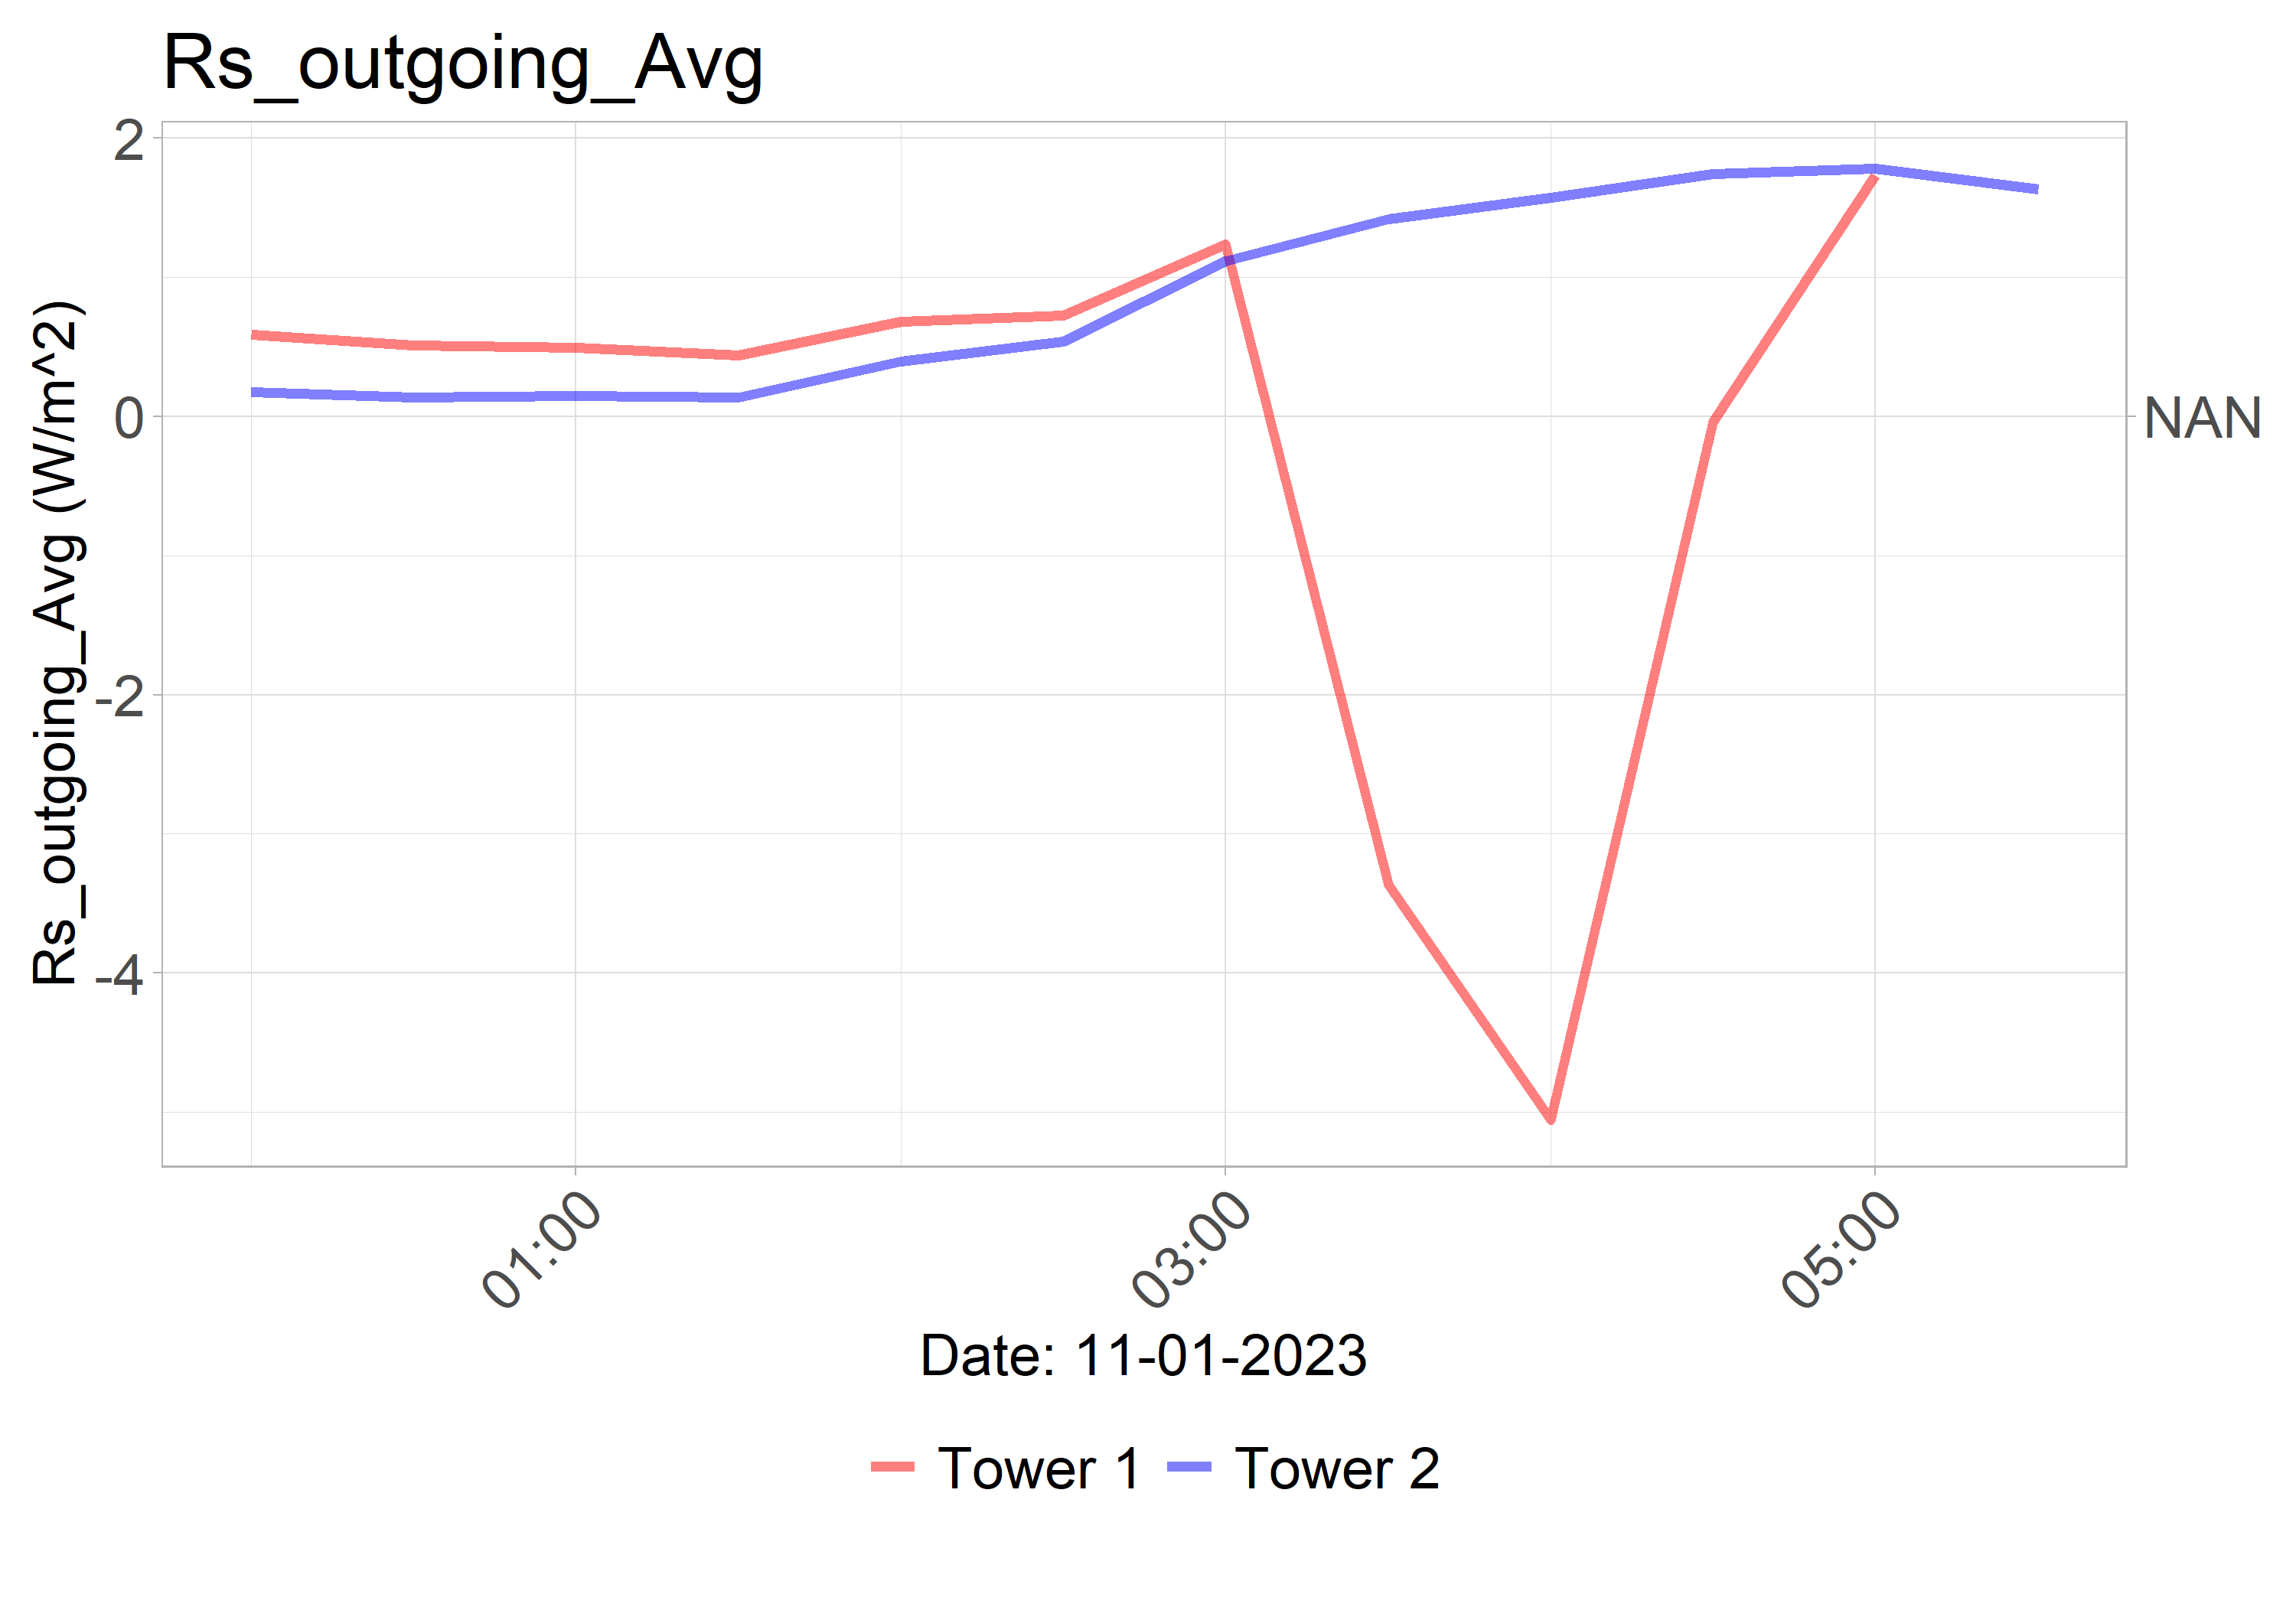 Rs_outgoing_Avg
Rs_outgoing_Avg (W/m^2)
2
0
-2
-4
NAN
01:00
03:00
05:00
Date: 11-01-2023
Tower 1
Tower 2